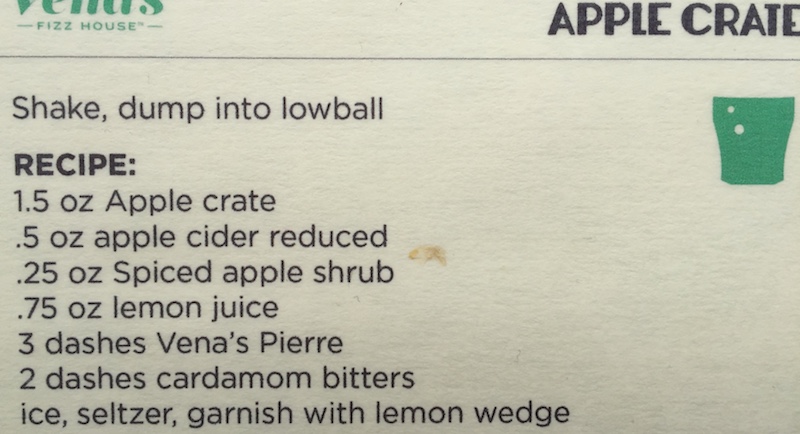 Vena's
FIZZ HOUSE™
APPLE CRATE
Shake, dump into lowball
RECIPE:
1.5 oz Apple crate
.5 oz apple cider reduced
.25 oz Spiced apple shrub
.75 oz lemon juice
3 dashes Vena's Pierre
2 dashes cardamom bitters
ice, seltzer, garnish with lemon wedge